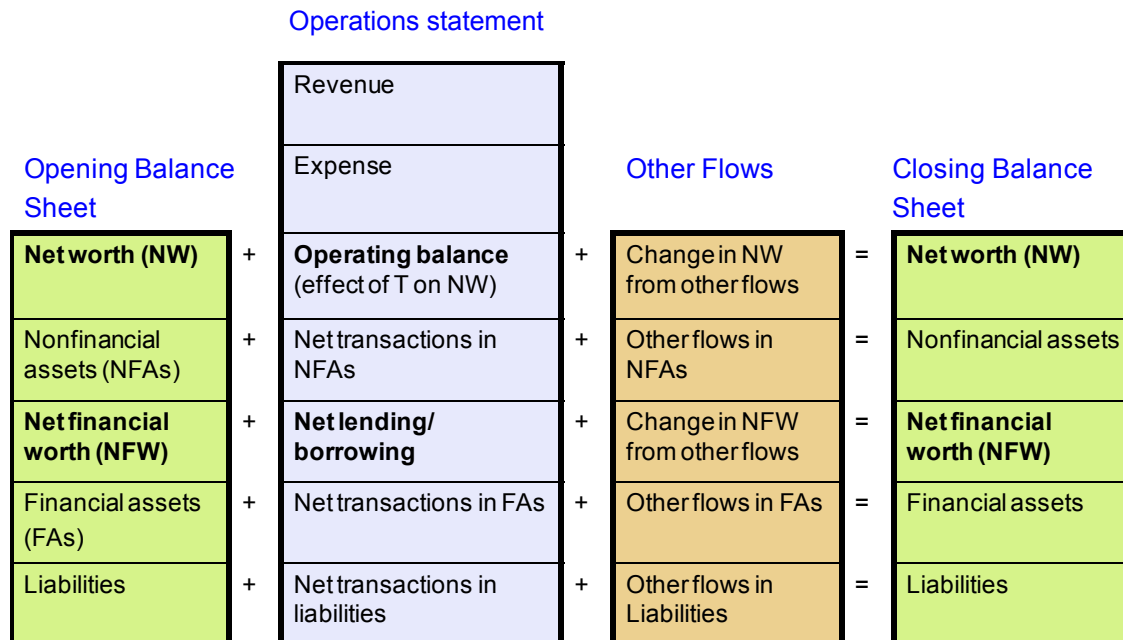 Operations statement
Revenue
Expense
Opening Balance
Sheet
Other Flows
Closing Balance
Sheet
Net worth (NW)
+
Operating balance
(effect of T on NW)
+
Change in NW
from other flows
=
Net worth (NW)
Nonfinancial
assets (NFAs)
+
Net transactions in
NFAs
+
Other flows in
NFAs
=
Nonfinancial assets
Net financial
worth (NFW)
+
Net lending/
borrowing
+
Change in NFW
from other flows
=
Net financial
worth (NFW)
Financial assets
(FAs)
+
Net transactions in FAs
+
Other flows in FAs
=
Financial assets
Liabilities
+
Net transactions in
liabilities
+
Other flows in
Liabilities
=
Liabilities